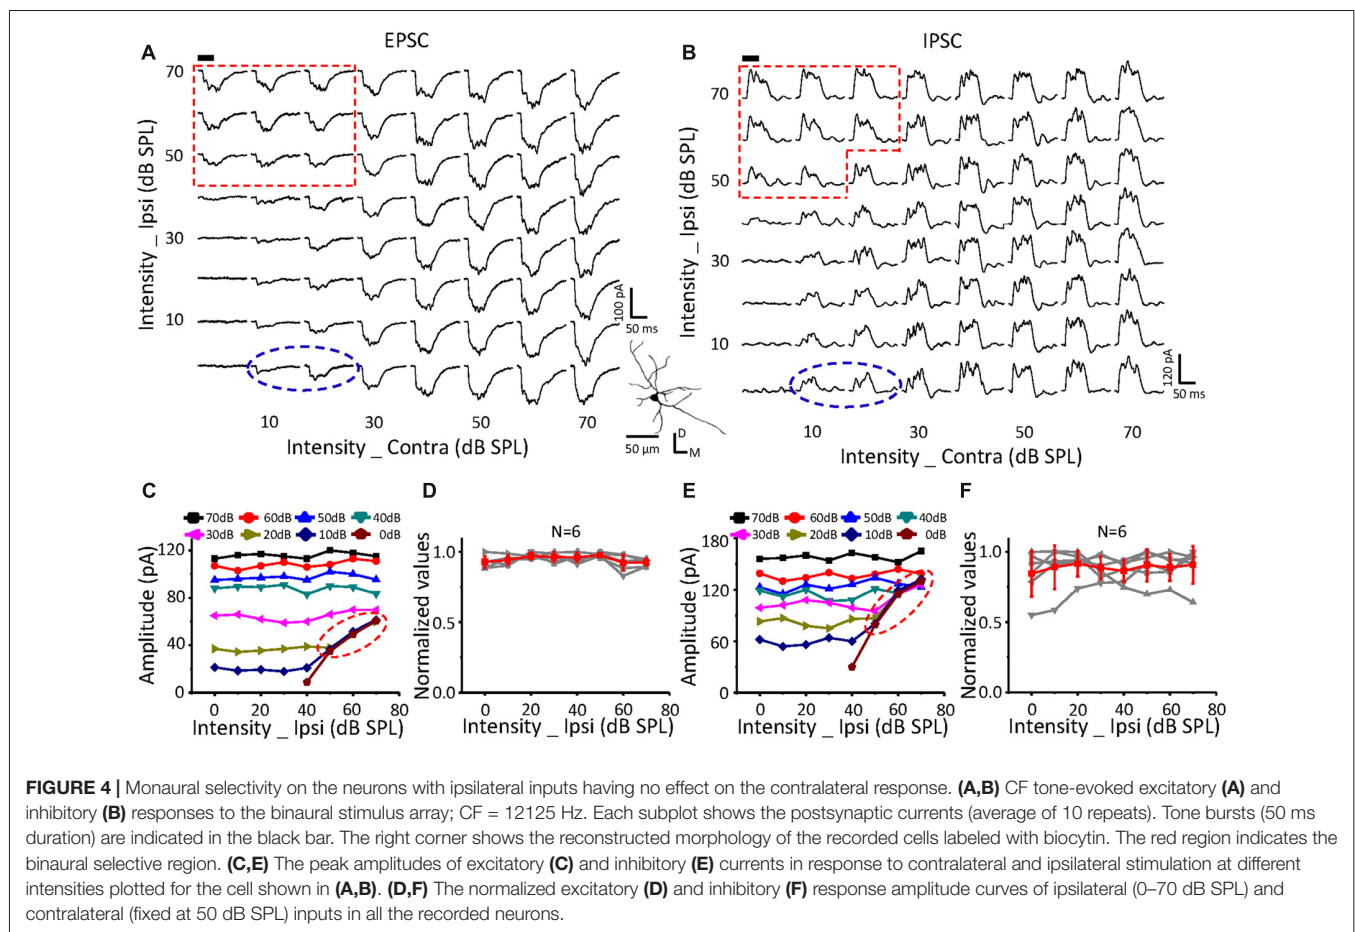 A
EPSC
B
IPSC
70
50
30
10
Intensity _ Ipsi (dB SPL)
100 pA
50 ms
10
30
50
70
Intensity _ Contra (dB SPL)
50 µm
D
M
70
50
30
10
Intensity _ Ipsi (dB SPL)
120 pA
50 ms
10
30
50
70
Intensity _ Contra (dB SPL)
C
70dB 60dB 50dB 40dB
30dB 20dB 10dB 0dB
120
80
40
0
Amplitude (pA)
0 20 40 60 80
Intensity _ Ipsi (dB SPL)
D
N=6
1.0
0.5
0.0
Normalized values
0 20 40 60 80
Intensity _ Ipsi (dB SPL)
E
70dB 60dB 50dB 40dB
30dB 20dB 10dB 0dB
180
120
60
0
Amplitude (pA)
0 20 40 60 80
Intensity _ Ipsi (dB SPL)
F
N=6
1.0
0.5
0.0
Normalized values
0 20 40 60 80
Intensity _ Ipsi (dB SPL)
FIGURE 4 | Monaural selectivity on the neurons with ipsilateral inputs having no effect on the contralateral response. (A,B) CF tone-evoked excitatory (A) and
inhibitory (B) responses to the binaural stimulus array; CF = 12125 Hz. Each subplot shows the postsynaptic currents (average of 10 repeats). Tone bursts (50 ms
duration) are indicated in the black bar. The right corner shows the reconstructed morphology of the recorded cells labeled with biocytin. The red region indicates the
binaural selective region. (C,E) The peak amplitudes of excitatory (C) and inhibitory (E) currents in response to contralateral and ipsilateral stimulation at different
intensities plotted for the cell shown in (A,B). (D,F) The normalized excitatory (D) and inhibitory (F) response amplitude curves of ipsilateral (0–70 dB SPL) and
contralateral (fixed at 50 dB SPL) inputs in all the recorded neurons.